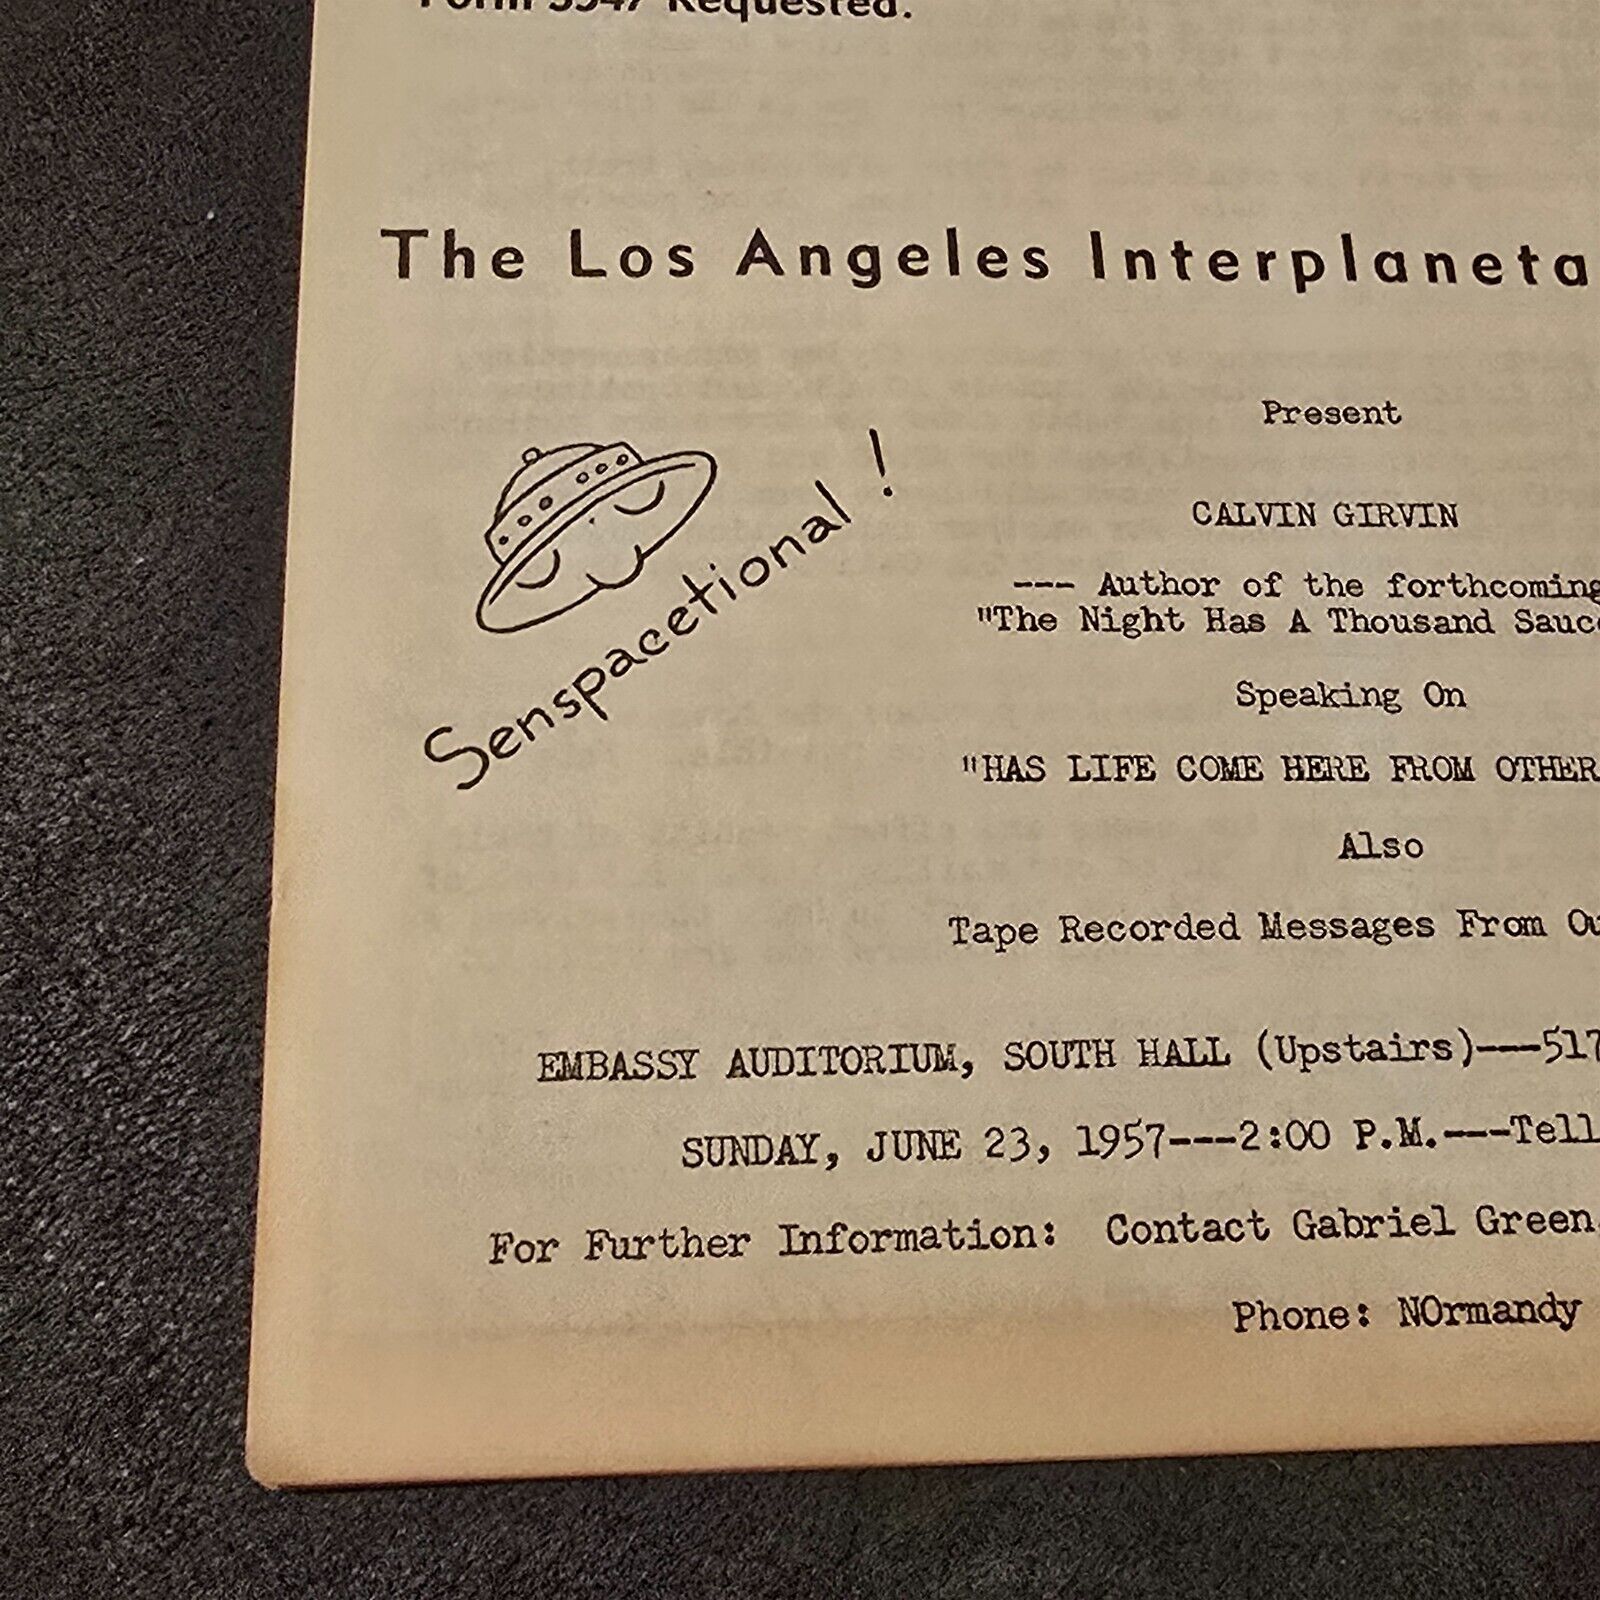 Form 3547 Requested.
The Los Angeles Interplaneta
Present
CALVIN GIRVIN
--- Author of the forthcoming
"The Night Has A Thousand Sauc
Senspacetional!
Speaking On
"HAS LIFE COME HERE FROM OTHER
Also
Tape Recorded Messages From Ou
EMBASSY AUDITORIUM, SOUTH HALL (Upstairs)---517
SUNDAY, JUNE 23, 1957---2:00 P.M.---Tell
For Further Information: Contact Gabriel Green,
Phone: NOrmandy